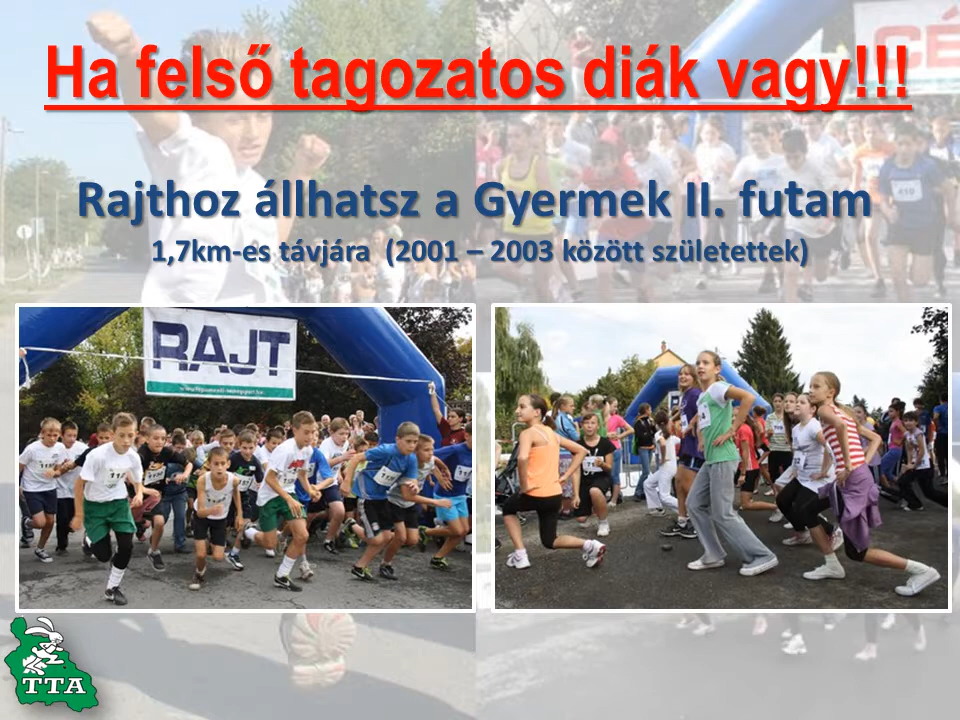 Ha felső tagozatos diák vagy!!!
Rajthoz állhatsz a Gyermek II. futam
1,7km-es távjára (2001 – 2003 között születettek)
RAJT
TTA